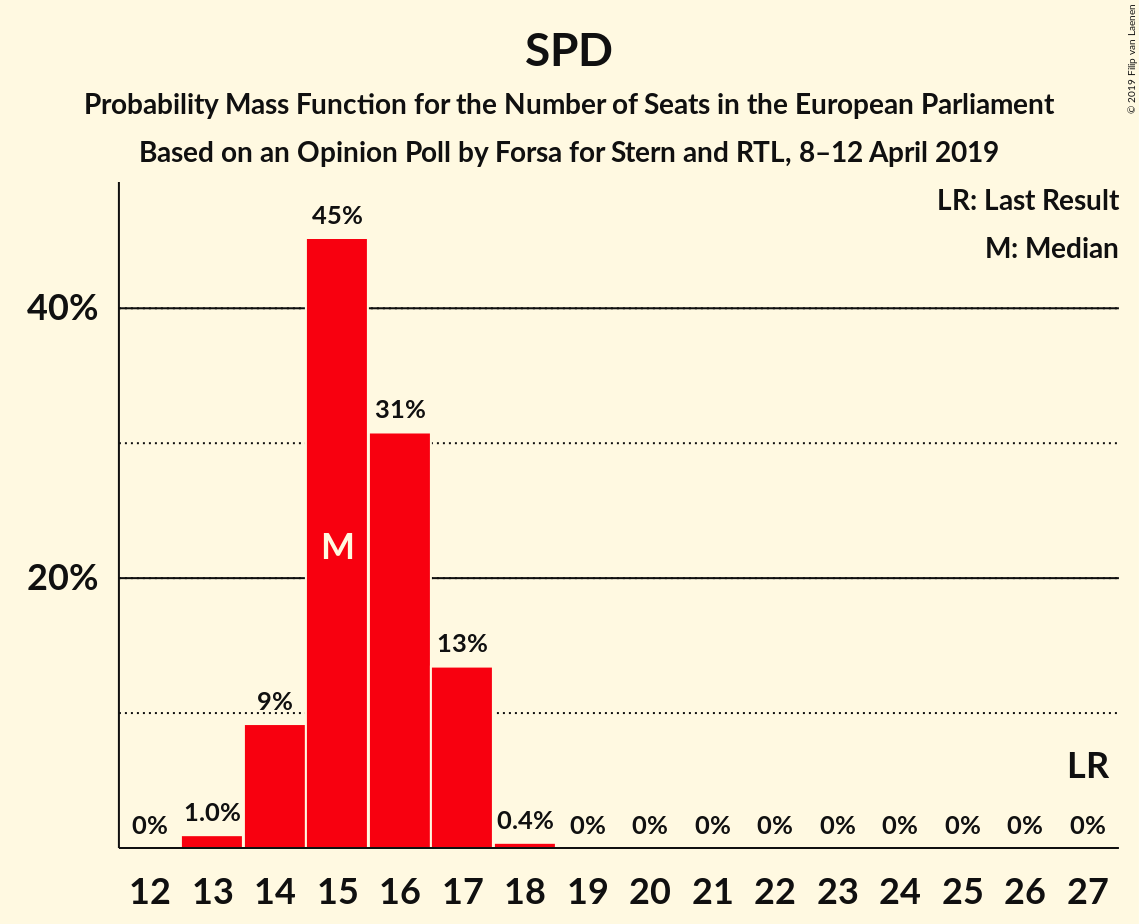 SPD
Probability Mass Function for the Number of Seats in the European Parliament
Based on an Opinion Poll by Forsa for Stern and RTL, 8–12 April 2019
© 2019 Filip van Laenen
LR: Last Result
M: Median
45%
40%
31%
M
20%
13%
9%
LR
0% 1.0% 0.4% 0% 0% 0% 0% 0% 0% 0% 0% 0%
12 13 14 15 16 17 18 19 20 21 22 23 24 25 26 27